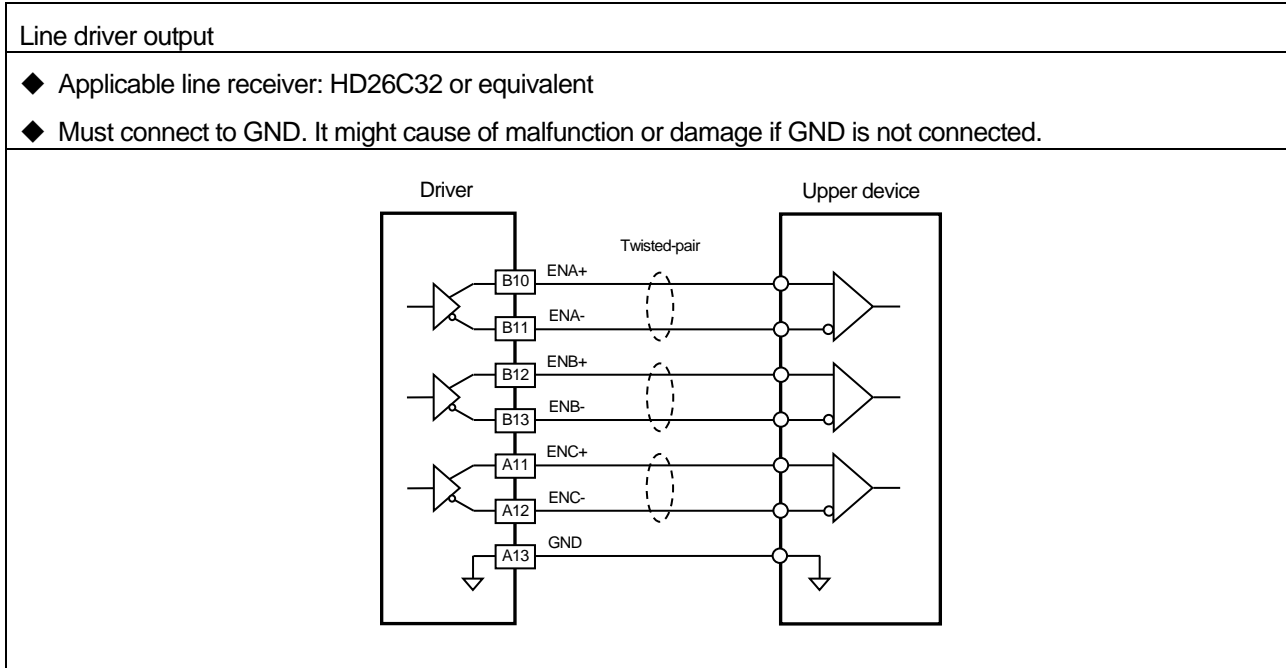 Line driver output
◆ Applicable line receiver: HD26C32 or equivalent
◆ Must connect to GND. It might cause of malfunction or damage if GND is not connected.
Driver
Upper device
Twisted-pair
B10 ENA+
B11 ENA-
B12 ENB+
B13 ENB-
A11 ENC+
A12 ENC-
A13 GND